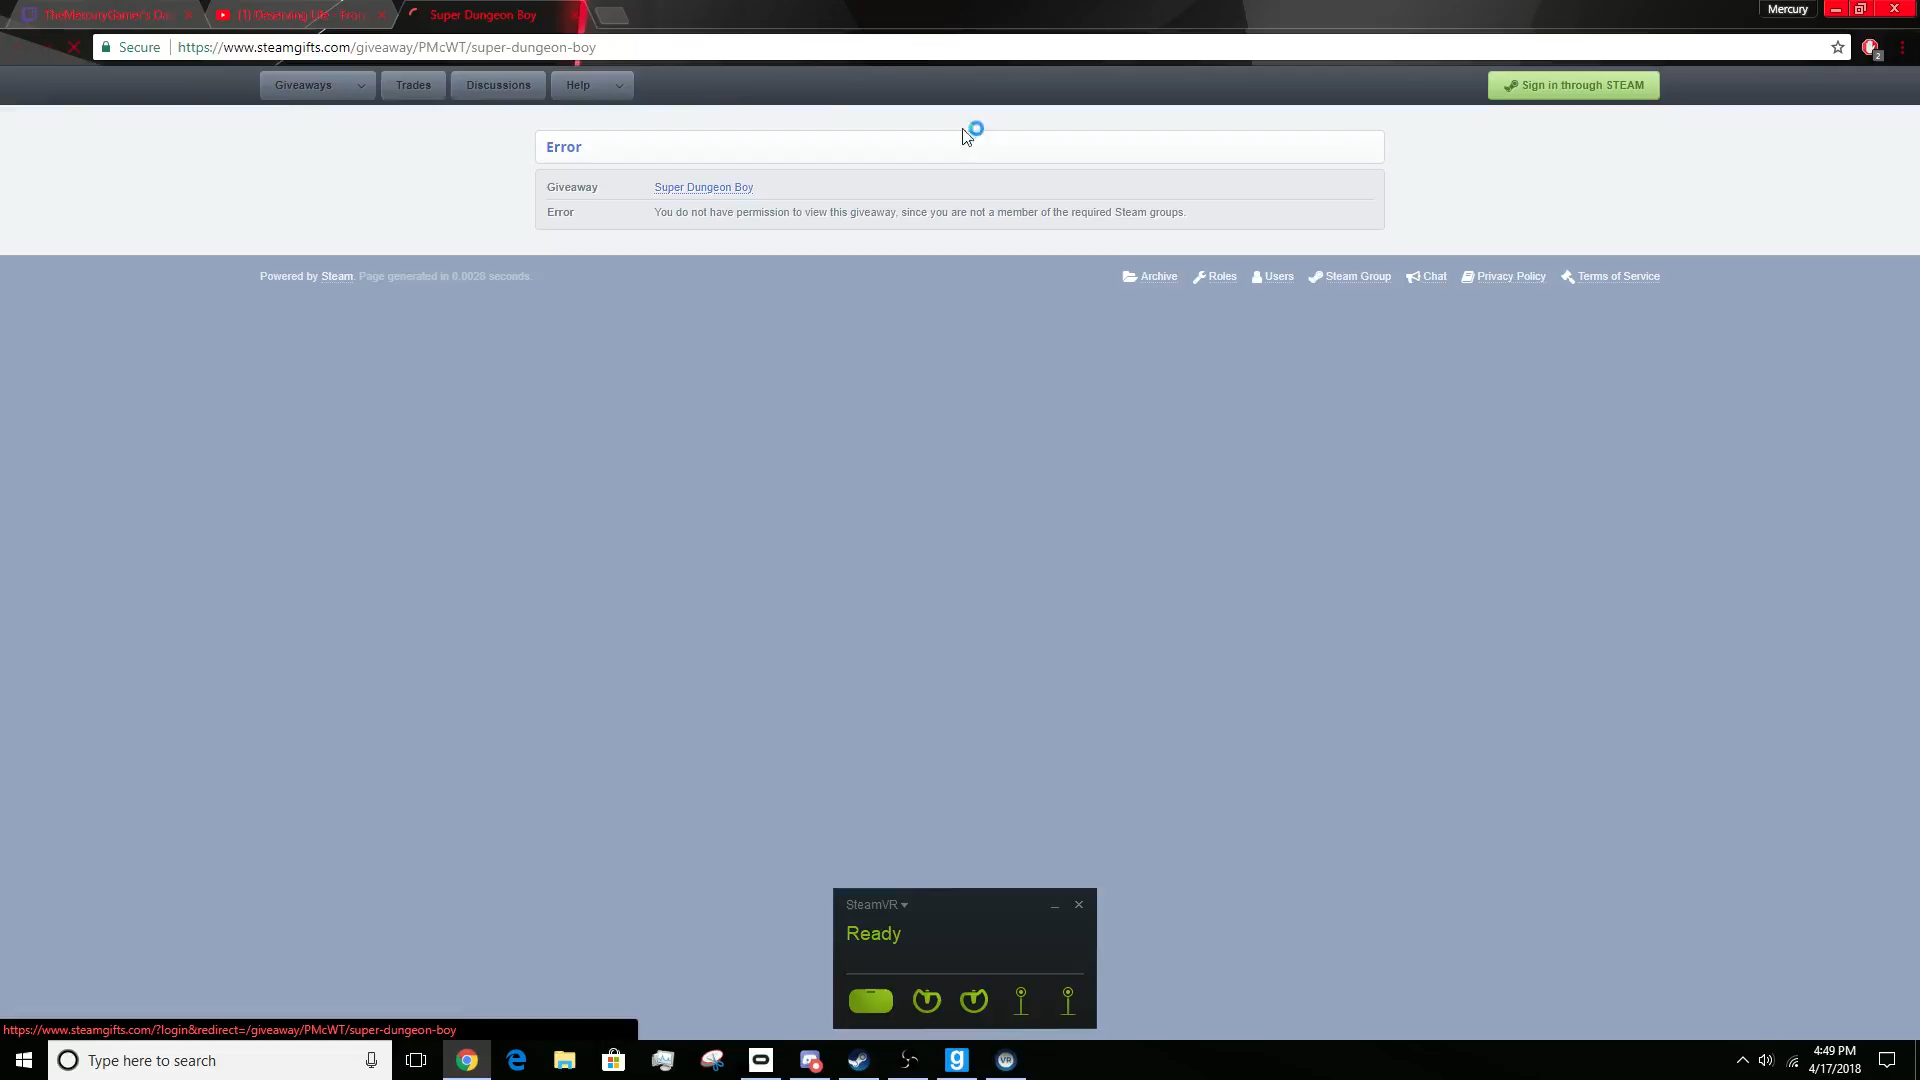 TheMercuryGames's Da
(1) Deserving Life - From
Super Dungeon Boy
Mercury
Secure
https://www.steamgifts.com/giveaway/PMcWT/super-dungeon-boy
2
Giveaways
Trades
Discussions
Help
Sign in through STEAM
Error
Giveaway
Super Dungeon Boy
Error
You do not have permission to view this giveaway, since you are not a member of the required Steam groups.
Powered by Steam. Page generated in 0.0028 seconds.
Archive
Roles
Users
Steam Group
Chat
Privacy Policy
Terms of Service
SteamVR
Ready
https://www.steamgifts.com/?login&redirect=/giveaway/PMcWT/super-dungeon-boy
Type here to search
VR
4:49 PM
4/17/2018